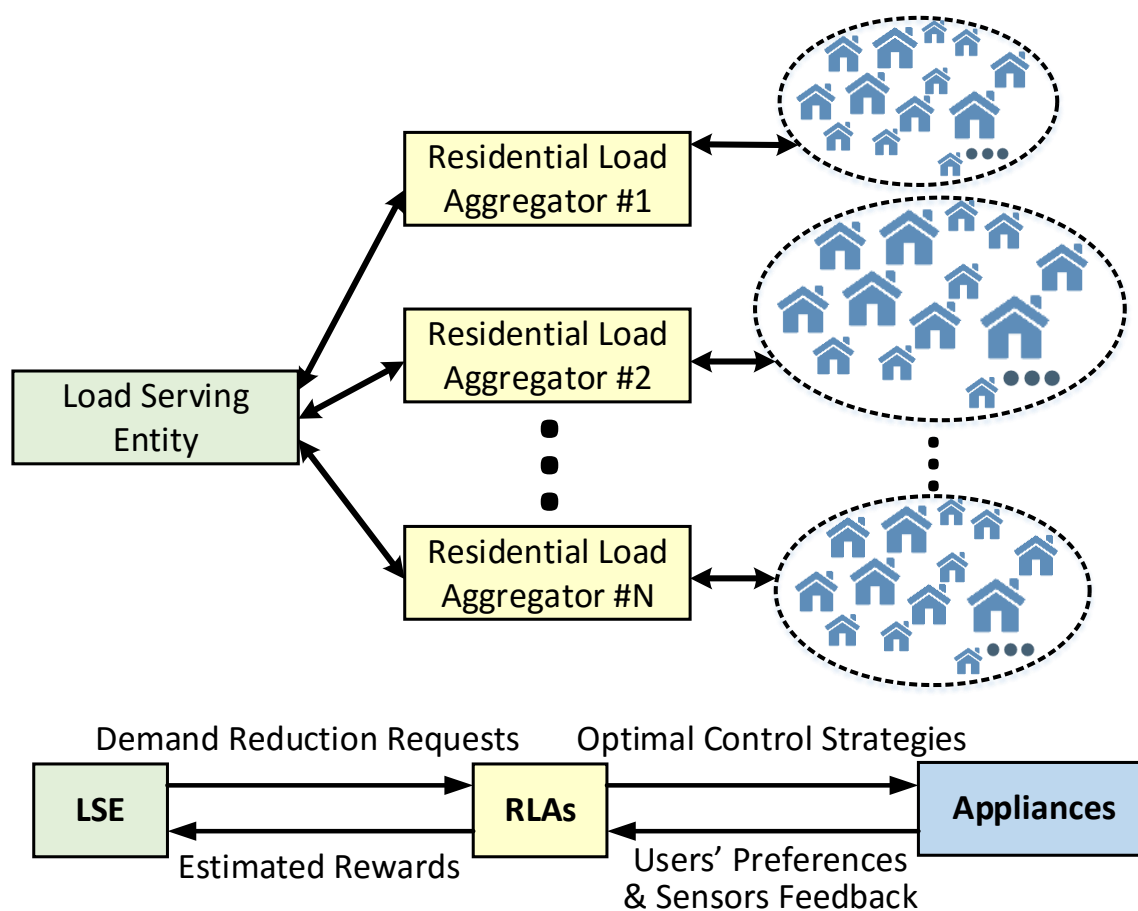 Residential Load
Aggregator #1
Residential Load
Aggregator #2
Load Serving
Entity
Residential Load
Aggregator #N
Demand Reduction Requests
Optimal Control Strategies
LSE
RLAs
Appliances
Estimated Rewards
Users’ Preferences
& Sensors Feedback